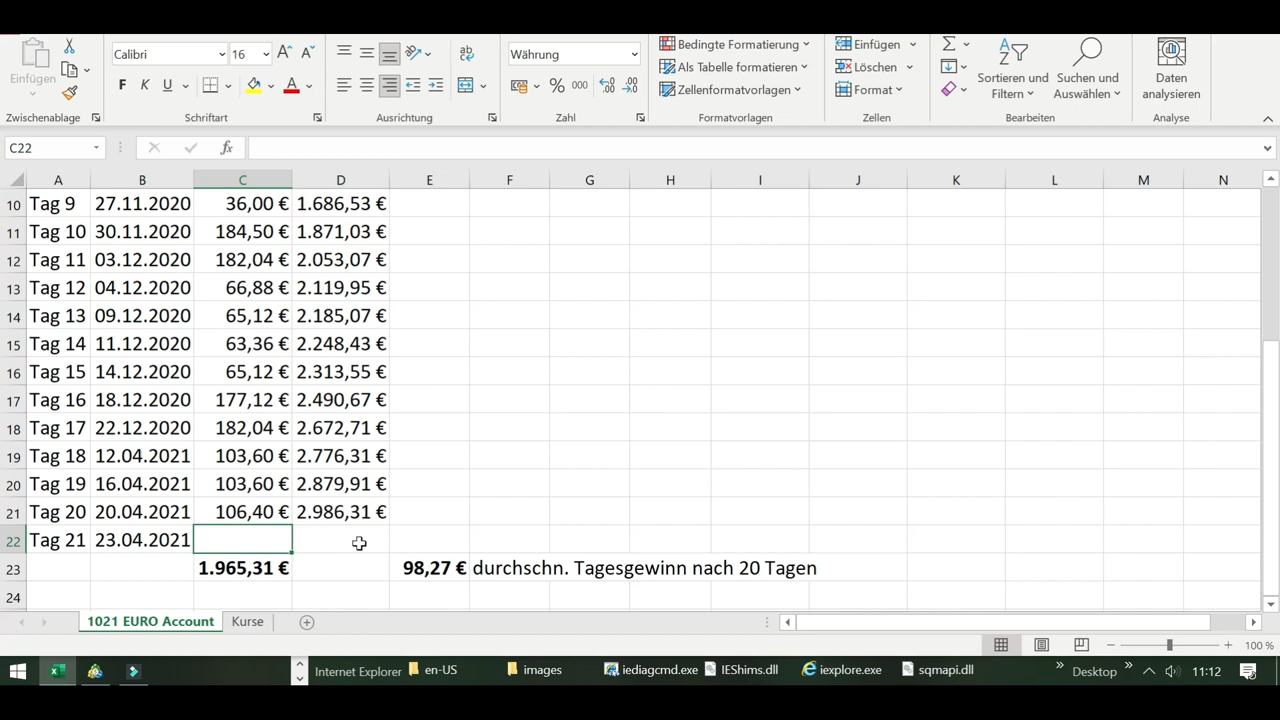 Einfügen
Calibri 16
Währung
Bedingte Formatierung
Als Tabelle formatieren
Zellenformatvorlagen
Einfügen
Löschen
Format
Sortieren und Filtern
Suchen und Auswählen
Daten analysieren
F K U
% 000
Zwischenablage Schriftart Ausrichtung Zahl Formatvorlagen Zellen Bearbeiten Analyse
C22 fx
A B C D E F G H I J K L M N
10 Tag 9 27.11.2020 36,00 € 1.686,53 €
11 Tag 10 30.11.2020 184,50 € 1.871,03 €
12 Tag 11 03.12.2020 182,04 € 2.053,07 €
13 Tag 12 04.12.2020 66,88 € 2.119,95 €
14 Tag 13 09.12.2020 65,12 € 2.185,07 €
15 Tag 14 11.12.2020 63,36 € 2.248,43 €
16 Tag 15 14.12.2020 65,12 € 2.313,55 €
17 Tag 16 18.12.2020 177,12 € 2.490,67 €
18 Tag 17 22.12.2020 182,04 € 2.672,71 €
19 Tag 18 12.04.2021 103,60 € 2.776,31 €
20 Tag 19 16.04.2021 103,60 € 2.879,91 €
21 Tag 20 20.04.2021 106,40 € 2.986,31 €
22 Tag 21 23.04.2021
23 1.965,31 € 98,27 € durchschn. Tagesgewinn nach 20 Tagen
24
1021 EURO Account Kurse
100 %
Internet Explorer en-US images iediagcmd.exe IEShims.dll iexplore.exe sqmapi.dll Desktop 11:12